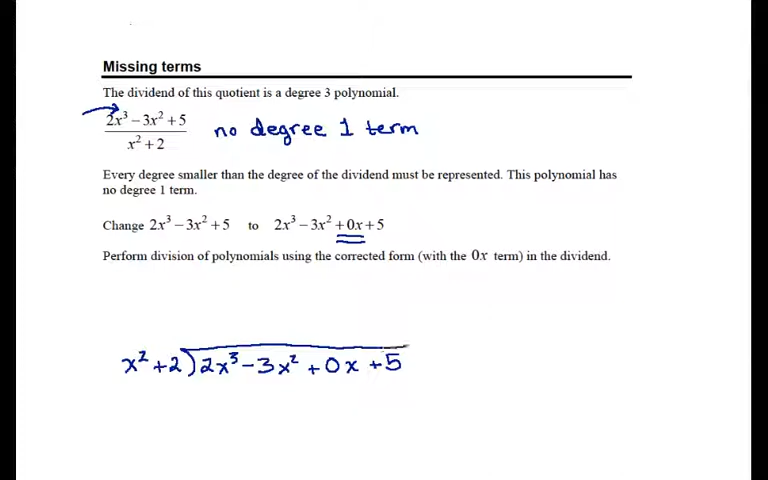 Missing terms
The dividend of this quotient is a degree 3 polynomial.
2x³ − 3x² + 5
x² + 2
no degree 1 term
Every degree smaller than the degree of the dividend must be represented. This polynomial has
no degree 1 term.
Change 2x³ − 3x² + 5 to 2x³ − 3x² + 0x + 5
Perform division of polynomials using the corrected form (with the 0x term) in the dividend.
x² + 2 ) 2x³ − 3x² + 0x + 5